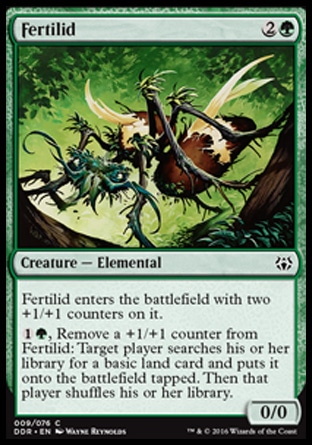 Fertilid 2
Creature — Elemental
Fertilid enters the battlefield with two
+1/+1 counters on it.
1, Remove a +1/+1 counter from
Fertilid: Target player searches his or her
library for a basic land card and puts it
onto the battlefield tapped. Then that
player shuffles his or her library.
0/0
009/076 C
DDR • EN Wayne Reynolds
™ & © 2016 Wizards of the Coast